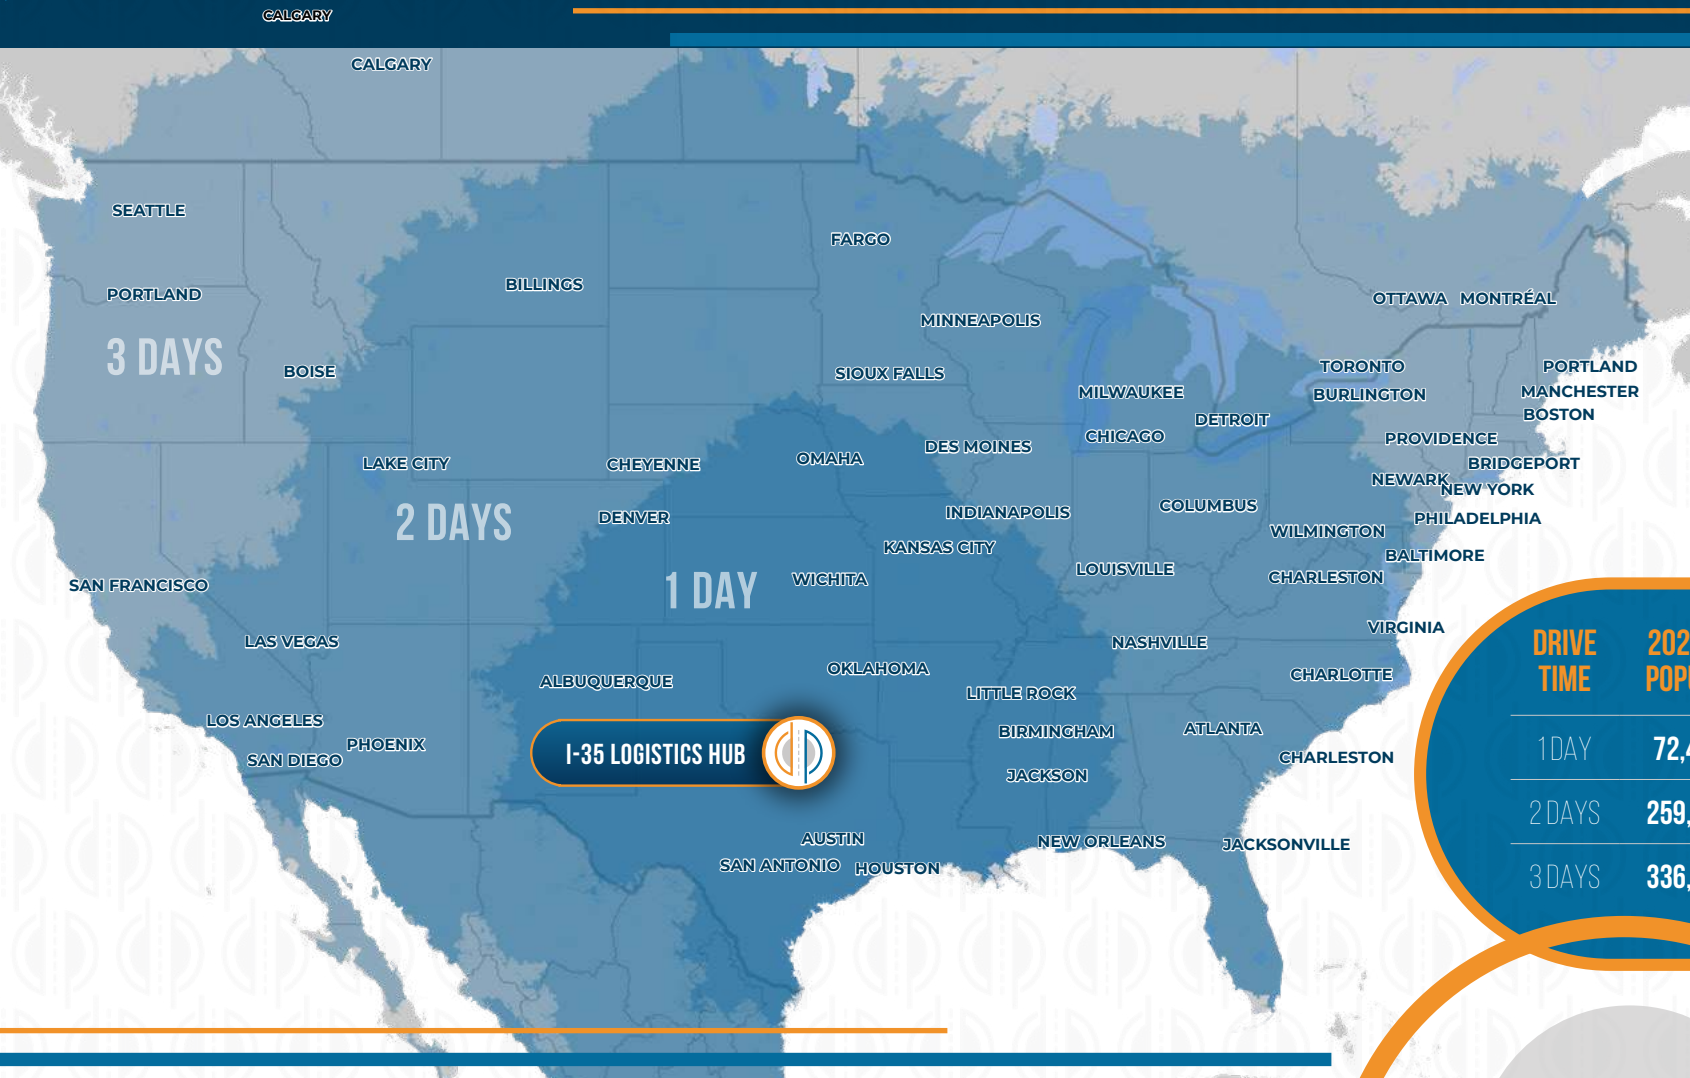 CALGARY
CALGARY
SEATTLE
FARGO
BILLINGS
PORTLAND
OTTAWA MONTRÉAL
MINNEAPOLIS
3 DAYS
BOISE
SIOUX FALLS
TORONTO
PORTLAND
MILWAUKEE
BURLINGTON
MANCHESTER
DETROIT
BOSTON
CHICAGO
PROVIDENCE
DES MOINES
LAKE CITY
CHEYENNE
OMAHA
BRIDGEPORT
NEWARK
NEW YORK
2 DAYS
DENVER
INDIANAPOLIS
COLUMBUS
PHILADELPHIA
WILMINGTON
KANSAS CITY
BALTIMORE
SAN FRANCISCO
1 DAY
WICHITA
LOUISVILLE
CHARLESTON
VIRGINIA
LAS VEGAS
NASHVILLE
ALBUQUERQUE
OKLAHOMA
CHARLOTTE
LITTLE ROCK
LOS ANGELES
BIRMINGHAM
ATLANTA
PHOENIX
SAN DIEGO
I-35 LOGISTICS HUB
CHARLESTON
JACKSON
AUSTIN
NEW ORLEANS
JACKSONVILLE
SAN ANTONIO
HOUSTON
DRIVE TIME
202
POPU
1 DAY 72,4
2 DAYS 259,
3 DAYS 336,